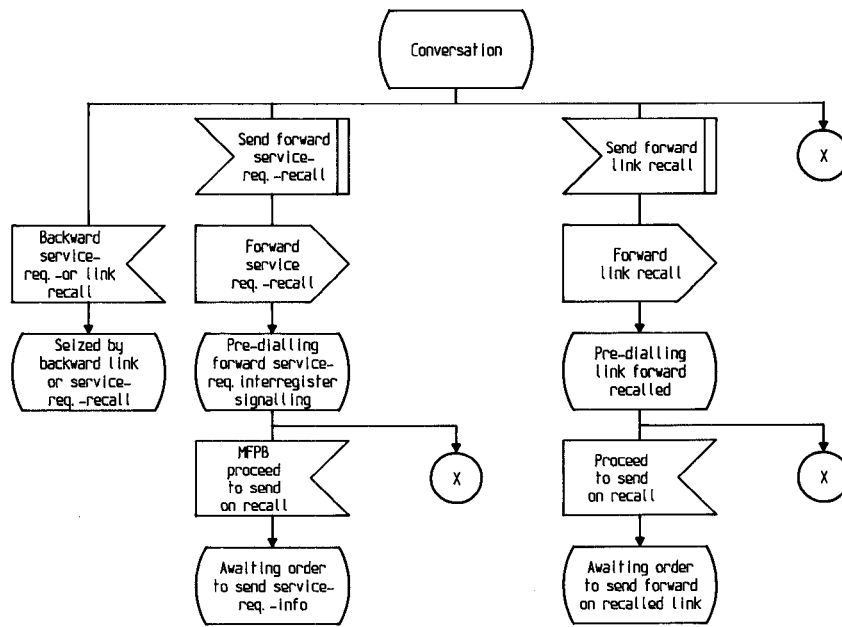 Conversation
Send forward
service-
req. -recall
Send forward
link recall
X
Backward
service-
req. -or link
recall
Forward
service
req. -recall
Forward
link recall
Seized by
backward link
or service-
req. -recall
Pre-dialling
forward service-
req. interregister
signalling
Pre-dialling
link forward
recalled
MFPB
proceed
to send
on recall
X
Proceed
to send
on recall
X
Awaiting order
to send service-
req. -info
Awaiting order
to send forward
on recalled link